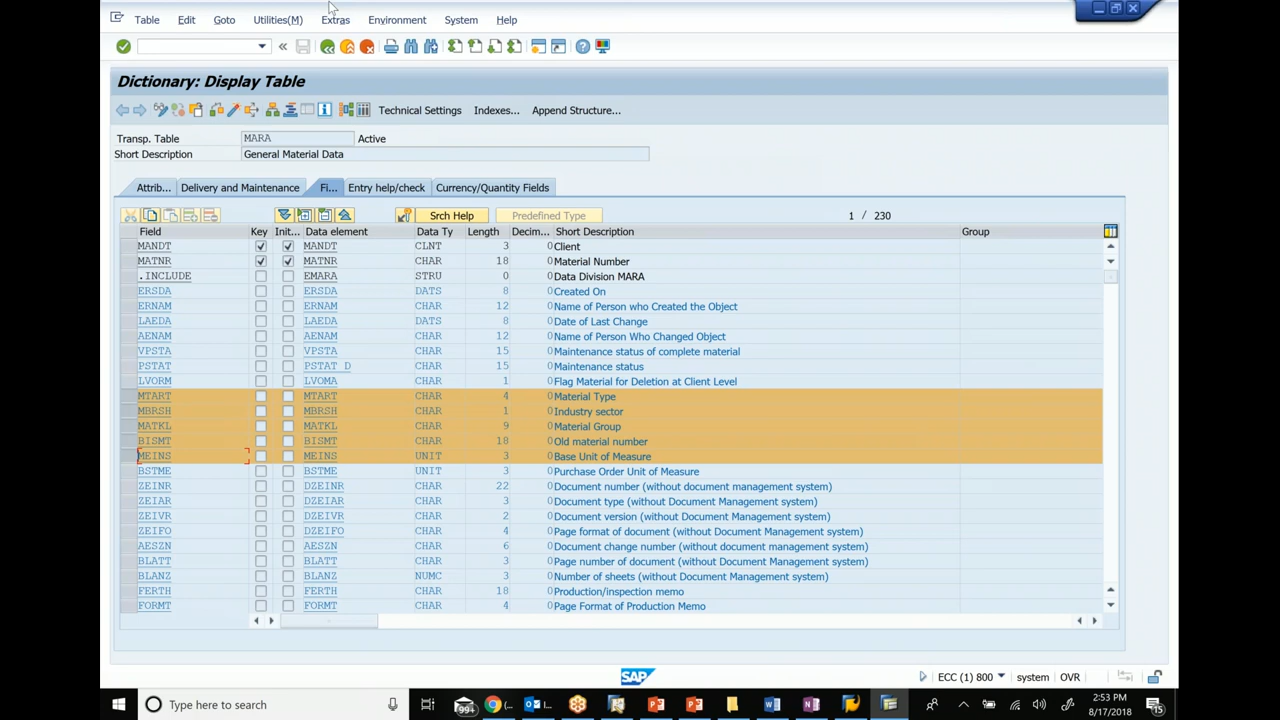 Table Edit Goto Utilities(M) Extras Environment System Help
Dictionary: Display Table
Technical Settings Indexes... Append Structure...
Transp. Table MARA Active
Short Description General Material Data
Attrib... Delivery and Maintenance Fi... Entry help/check Currency/Quantity Fields
Srch Help Predefined Type 1 / 230
Field Key Init... Data element Data Ty Length Decim... Short Description Group
MANDT MANDT CLNT 3 0 Client
MATNR MATNR CHAR 18 0 Material Number
.INCLUDE EMARA STRU 0 0 Data Division MARA
ERSDA ERSDA DATS 8 0 Created On
ERNAM ERNAM CHAR 12 0 Name of Person who Created the Object
LAEDA LAEDA DATS 8 0 Date of Last Change
AENAM AENAM CHAR 12 0 Name of Person Who Changed Object
VPSTA VPSTA CHAR 15 0 Maintenance status of complete material
PSTAT PSTAT_D CHAR 15 0 Maintenance status
LVORM LVOMA CHAR 1 0 Flag Material for Deletion at Client Level
MTART MTART CHAR 4 0 Material Type
MBRSH MBRSH CHAR 1 0 Industry sector
MATKL MATKL CHAR 9 0 Material Group
BISMT BISMT CHAR 18 0 Old material number
MEINS MEINS UNIT 3 0 Base Unit of Measure
BSTME BSTME UNIT 3 0 Purchase Order Unit of Measure
ZEINR DZEINR CHAR 22 0 Document number (without document management system)
ZEIAR DZEIAR CHAR 3 0 Document type (without Document Management system)
ZEIVR DZEIVR CHAR 2 0 Document version (without Document Management system)
ZEIFO DZEIFO CHAR 4 0 Page format of document (without Document Management system)
AESZN AESZN CHAR 6 0 Document change number (without document management system)
BLATT BLATT CHAR 3 0 Page number of document (without Document Management system)
BLANZ BLANZ NUMC 3 0 Number of sheets (without Document Management system)
FERTH FERTH CHAR 18 0 Production/inspection memo
FORMT FORMT CHAR 4 0 Page Format of Production Memo
SAP ECC (1) 800 system OVR
Type here to search 99+ 2:53 PM
8/17/2018 15